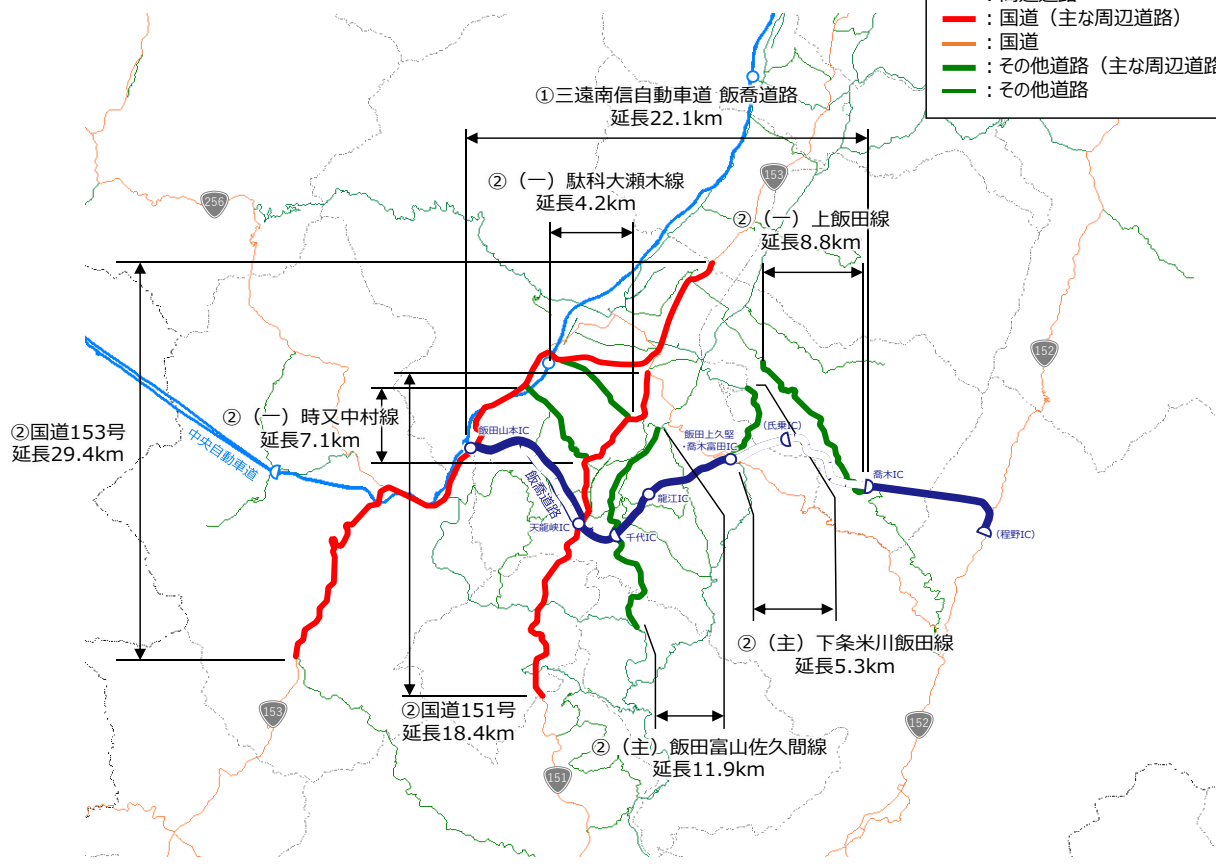 ：国道（主な周辺道路）
：国道
：その他道路（主な周辺道路
：その他道路
①三遠南信自動車道 飯喬道路
延長22.1km
②（一）駄科大瀬木線
延長4.2km
153
256
②（一）上飯田線
延長8.8km
152
②（一）時又中村線
延長7.1km
②国道153号
延長29.4km
中央自動車道
飯田山本IC
飯喬道路
天龍峡IC
千代IC
龍江IC
飯田上久堅
・喬木富田IC
（氏乗IC）
喬木IC
（程野IC）
②（主）下条米川飯田線
延長5.3km
②国道151号
延長18.4km
②（主）飯田富山佐久間線
延長11.9km
153
151
152